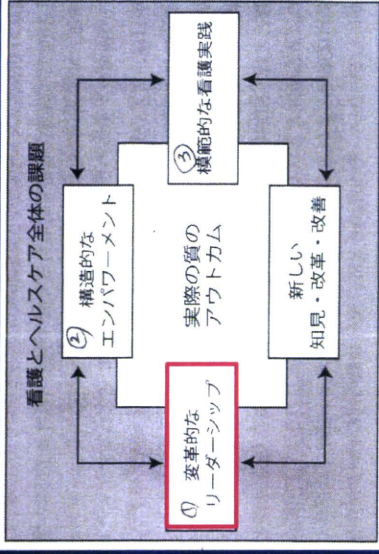 看護とヘルスケア全体の課題
② 構造的な
エンパワーメント
① 変革的な
リーダーシップ
実際の質の
アウトカム
③
模範的な看護実践
新しい
知見・改革・改善